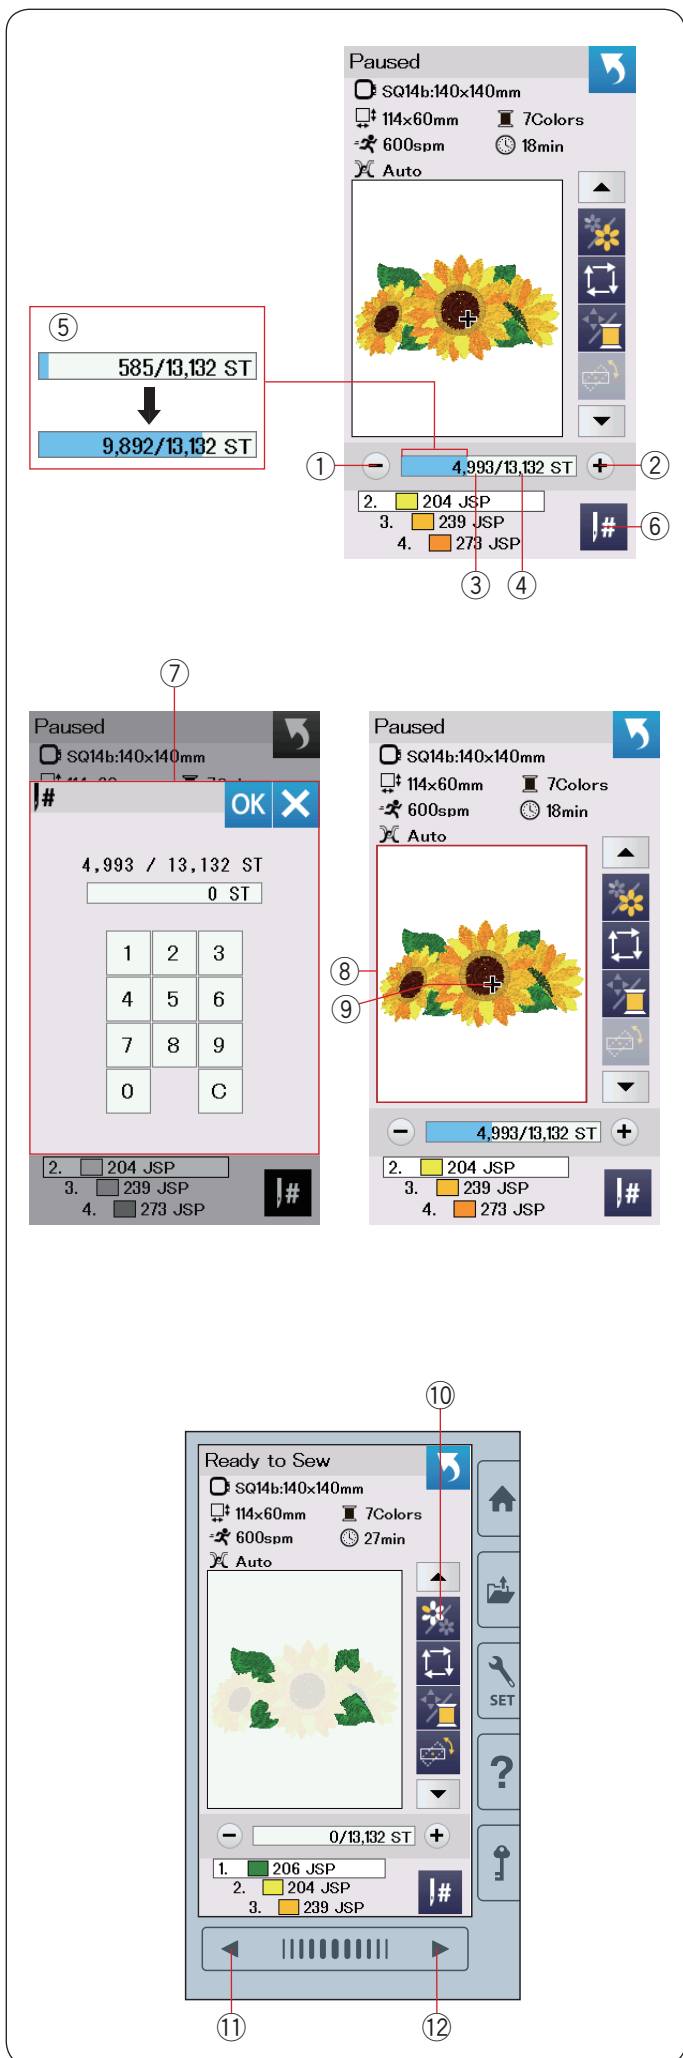 Paused
SQ14b:140x140mm
114x60mm 7Colors
600spm 18min
Auto
⑤
585/13,132 ST
9,892/13,132 ST
① 4,993/13,132 ST ②
2. 204 JSP
3. 239 JSP
4. 273 JSP
# ⑥
③ ④
⑦
Paused
SQ14b:140x140mm
#
OK
4,993 / 13,132 ST
0 ST
1 2 3
4 5 6
7 8 9
0 C
2. 204 JSP
3. 239 JSP
4. 273 JSP
#
Paused
SQ14b:140x140mm
114x60mm 7Colors
600spm 18min
Auto
⑧
⑨
4,993/13,132 ST
2. 204 JSP
3. 239 JSP
4. 273 JSP
#
⑩
Ready to Sew
SQ14b:140x140mm
114x60mm 7Colors
600spm 27min
Auto
SET
?
0/13,132 ST
1. 206 JSP
2. 204 JSP
3. 239 JSP
#
⑪ ⑫